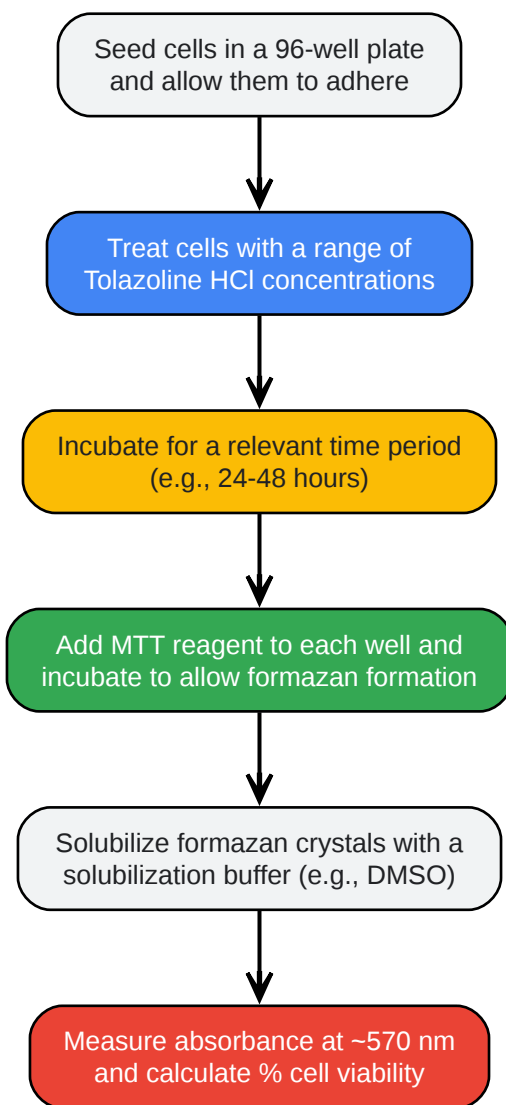 Seed cells in a 96-well plate
and allow them to adhere
Treat cells with a range of
Tolazoline HCl concentrations
Incubate for a relevant time period
(e.g., 24-48 hours)
Add MTT reagent to each well and
incubate to allow formazan formation
Solubilize formazan crystals with a
solubilization buffer (e.g., DMSO)
Measure absorbance at ~570 nm
and calculate % cell viability